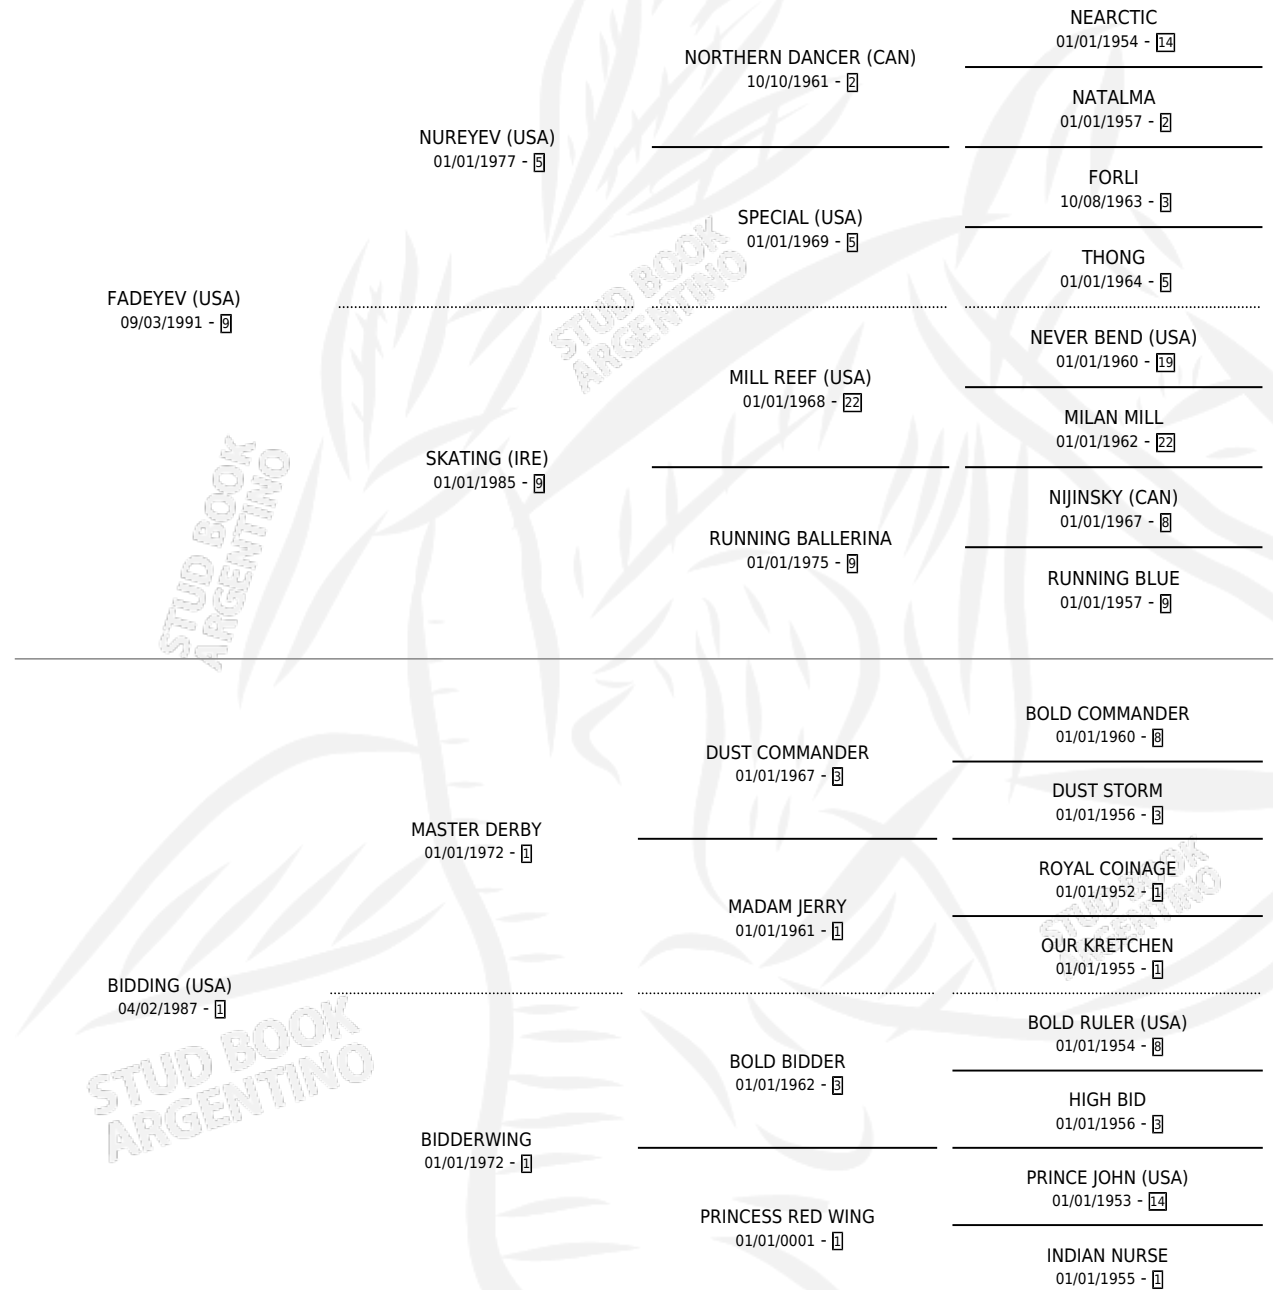 NEARCTIC
01/01/1954 - 14
NORTHERN DANCER (CAN)
10/10/1961 - 2
NATALMA
01/01/1957 - 2
NUREYEV (USA)
01/01/1977 - 5
FORLI
10/08/1963 - 3
SPECIAL (USA)
01/01/1969 - 5
THONG
01/01/1964 - 5
FADEYEV (USA)
09/03/1991 - 9
NEVER BEND (USA)
01/01/1960 - 19
MILL REEF (USA)
01/01/1968 - 22
MILAN MILL
01/01/1962 - 22
SKATING (IRE)
01/01/1985 - 9
NIJINSKY (CAN)
01/01/1967 - 8
RUNNING BALLERINA
01/01/1975 - 9
RUNNING BLUE
01/01/1957 - 9
BOLD COMMANDER
01/01/1960 - 8
DUST COMMANDER
01/01/1967 - 3
DUST STORM
01/01/1956 - 3
MASTER DERBY
01/01/1972 - 1
ROYAL COINAGE
01/01/1952 - 1
MADAM JERRY
01/01/1961 - 1
OUR KRETCHEN
01/01/1955 - 1
BIDDING (USA)
04/02/1987 - 1
BOLD RULER (USA)
01/01/1954 - 8
BOLD BIDDER
01/01/1962 - 3
HIGH BID
01/01/1956 - 3
BIDDERWING
01/01/1972 - 1
PRINCE JOHN (USA)
01/01/1953 - 14
PRINCESS RED WING
01/01/0001 - 1
INDIAN NURSE
01/01/1955 - 1
STUD BOOK
ARGENTINO
STUD BOOK
ARGENTINO
STUD BOOK
ARGENTINO
STUD BOOK
ARGENTINO